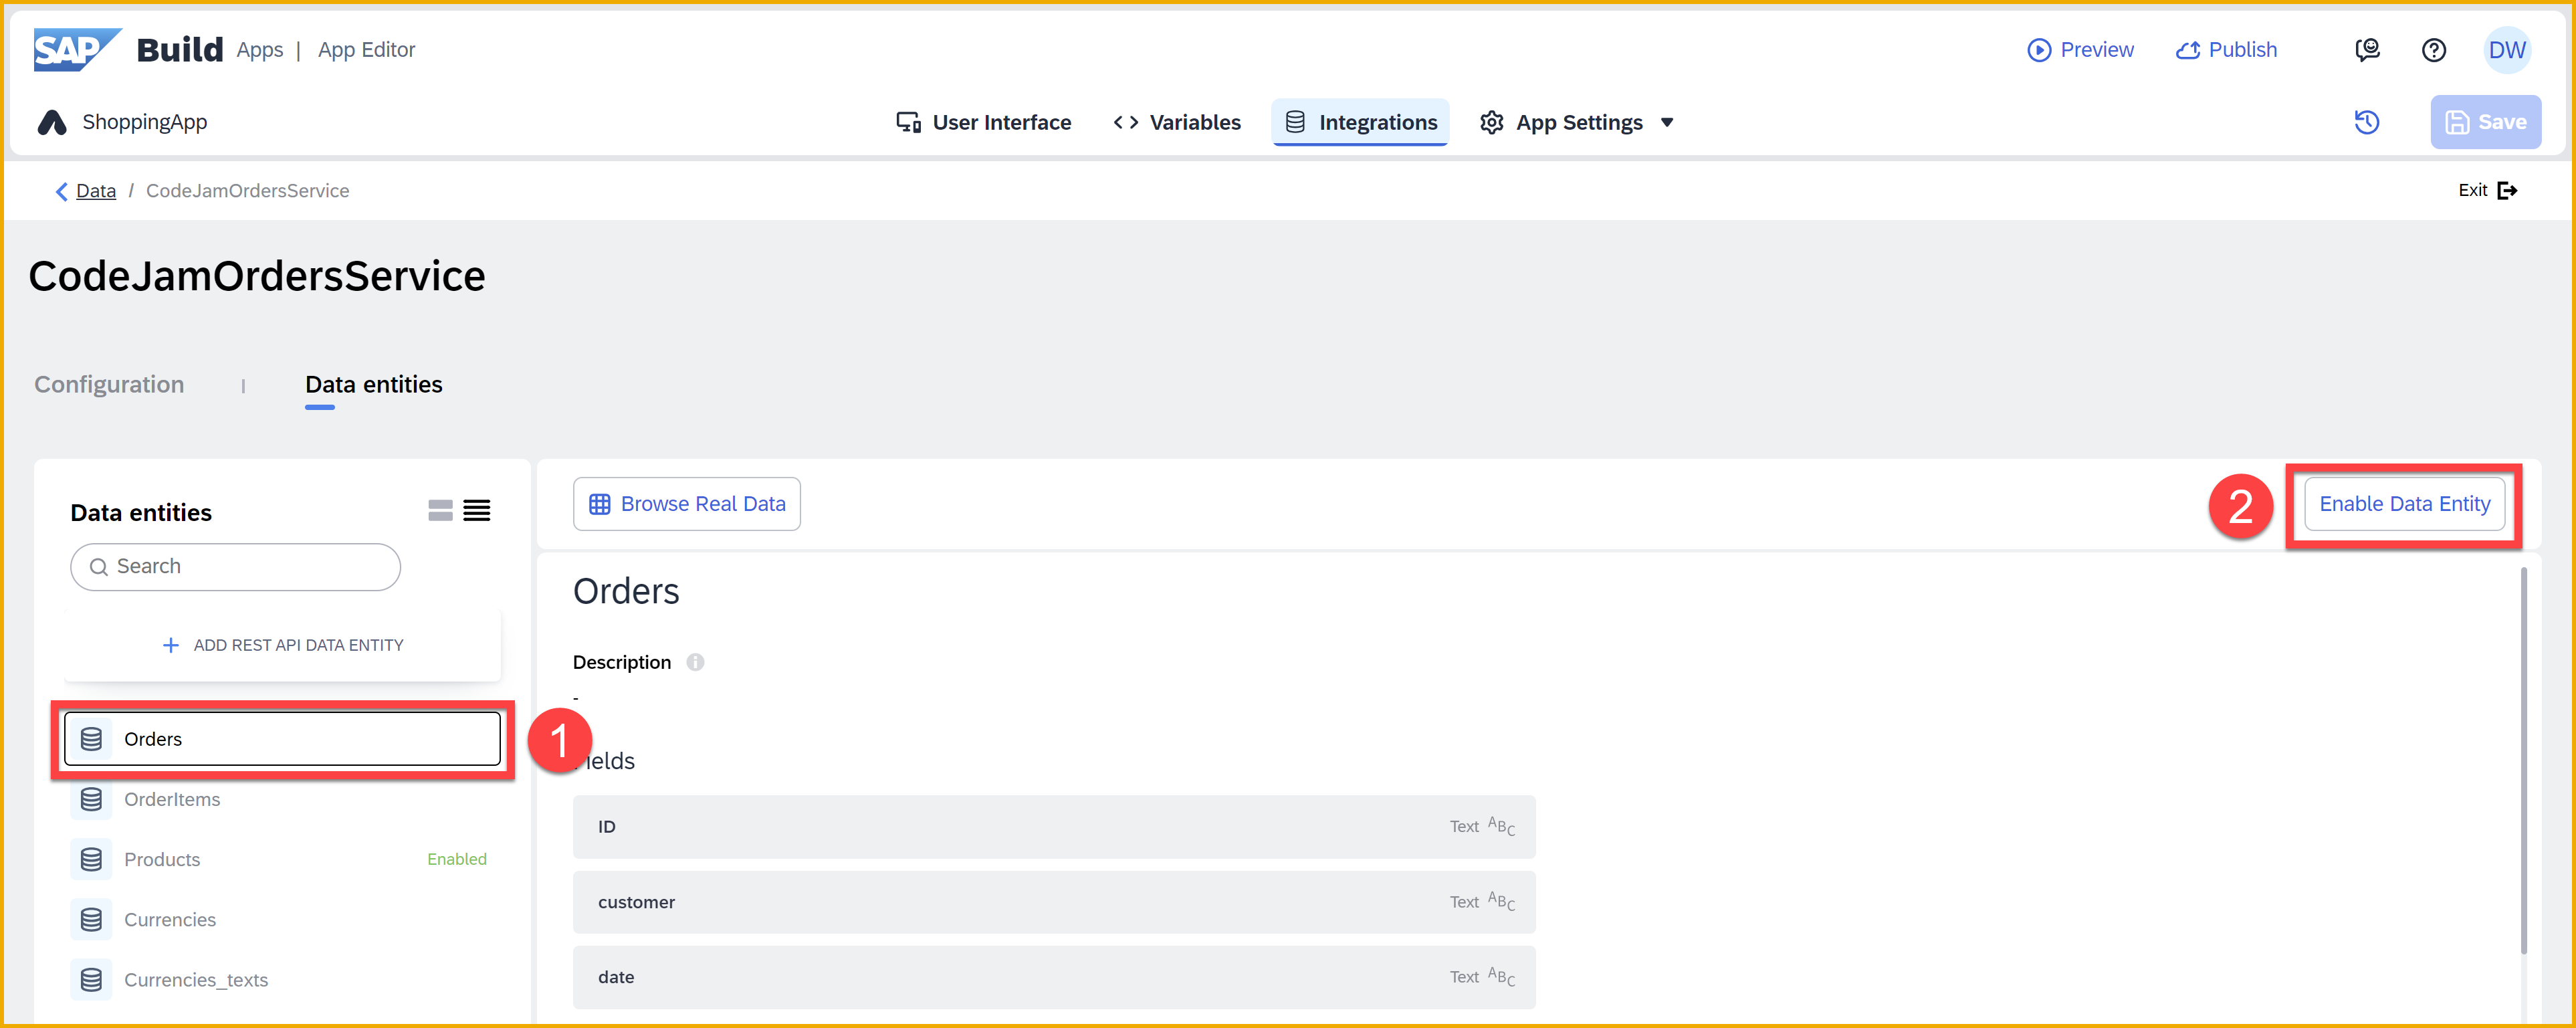 SAP Build Apps | App Editor
Preview
Publish
DW
ShoppingApp
User Interface
Variables
Integrations
App Settings
Save
Data / CodeJamOrdersService
Exit
CodeJamOrdersService
Configuration
Data entities
Data entities
Search
+ ADD REST API DATA ENTITY
Orders
1
OrderItems
Products
Enabled
Currencies
Currencies_texts
Browse Real Data
2
Enable Data Entity
Orders
Description
-
ields
ID
Text ABC
customer
Text ABC
date
Text ABC